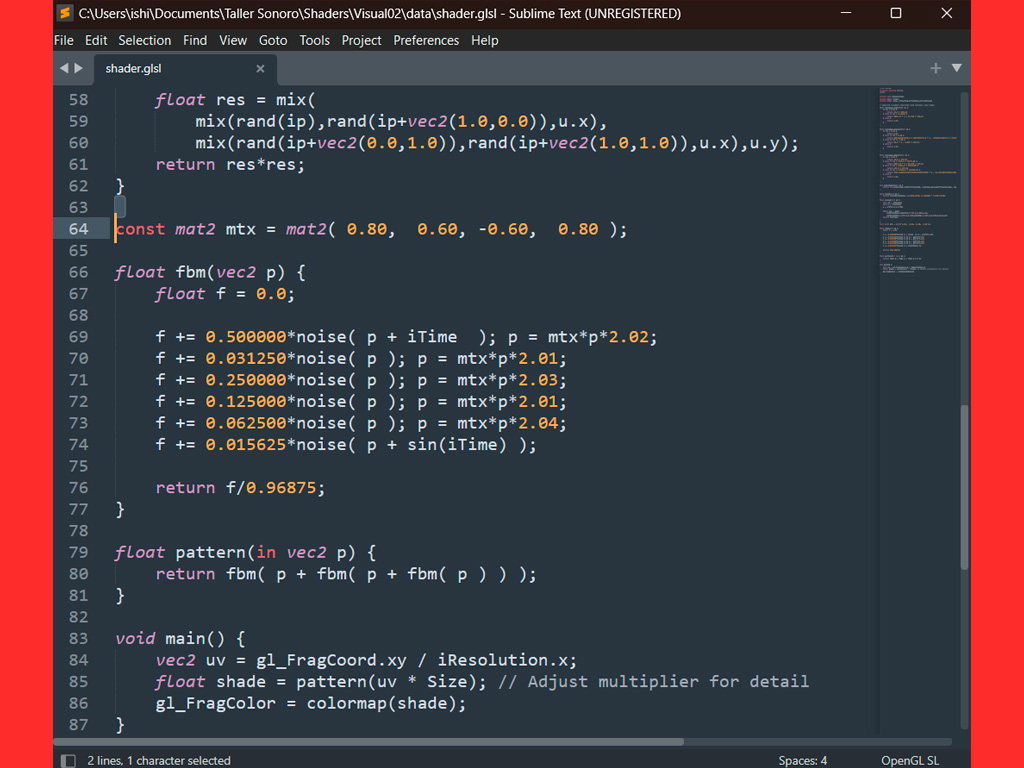 C:\Users\ishi\Documents\Taller Sonoro\Shaders\Visual02\data\shader.glsl - Sublime Text (UNREGISTERED)
File Edit Selection Find View Goto Tools Project Preferences Help
shader.glsl
58 float res = mix(
59 mix(rand(ip),rand(ip+vec2(1.0,0.0)),u.x),
60 mix(rand(ip+vec2(0.0,1.0)),rand(ip+vec2(1.0,1.0)),u.x),u.y);
61 return res*res;
62 }
63
64 const mat2 mtx = mat2( 0.80,  0.60, -0.60,  0.80 );
65
66 float fbm(vec2 p) {
67 float f = 0.0;
68
69 f += 0.500000*noise( p + iTime  ); p = mtx*p*2.02;
70 f += 0.031250*noise( p ); p = mtx*p*2.01;
71 f += 0.250000*noise( p ); p = mtx*p*2.03;
72 f += 0.125000*noise( p ); p = mtx*p*2.01;
73 f += 0.062500*noise( p ); p = mtx*p*2.04;
74 f += 0.015625*noise( p + sin(iTime) );
75
76 return f/0.96875;
77 }
78
79 float pattern(in vec2 p) {
80 return fbm( p + fbm( p + fbm( p ) ) );
81 }
82
83 void main() {
84 vec2 uv = gl_FragCoord.xy / iResolution.x;
85 float shade = pattern(uv * Size); // Adjust multiplier for detail
86 gl_FragColor = colormap(shade);
87 }
2 lines, 1 character selected Spaces: 4 OpenGL SL